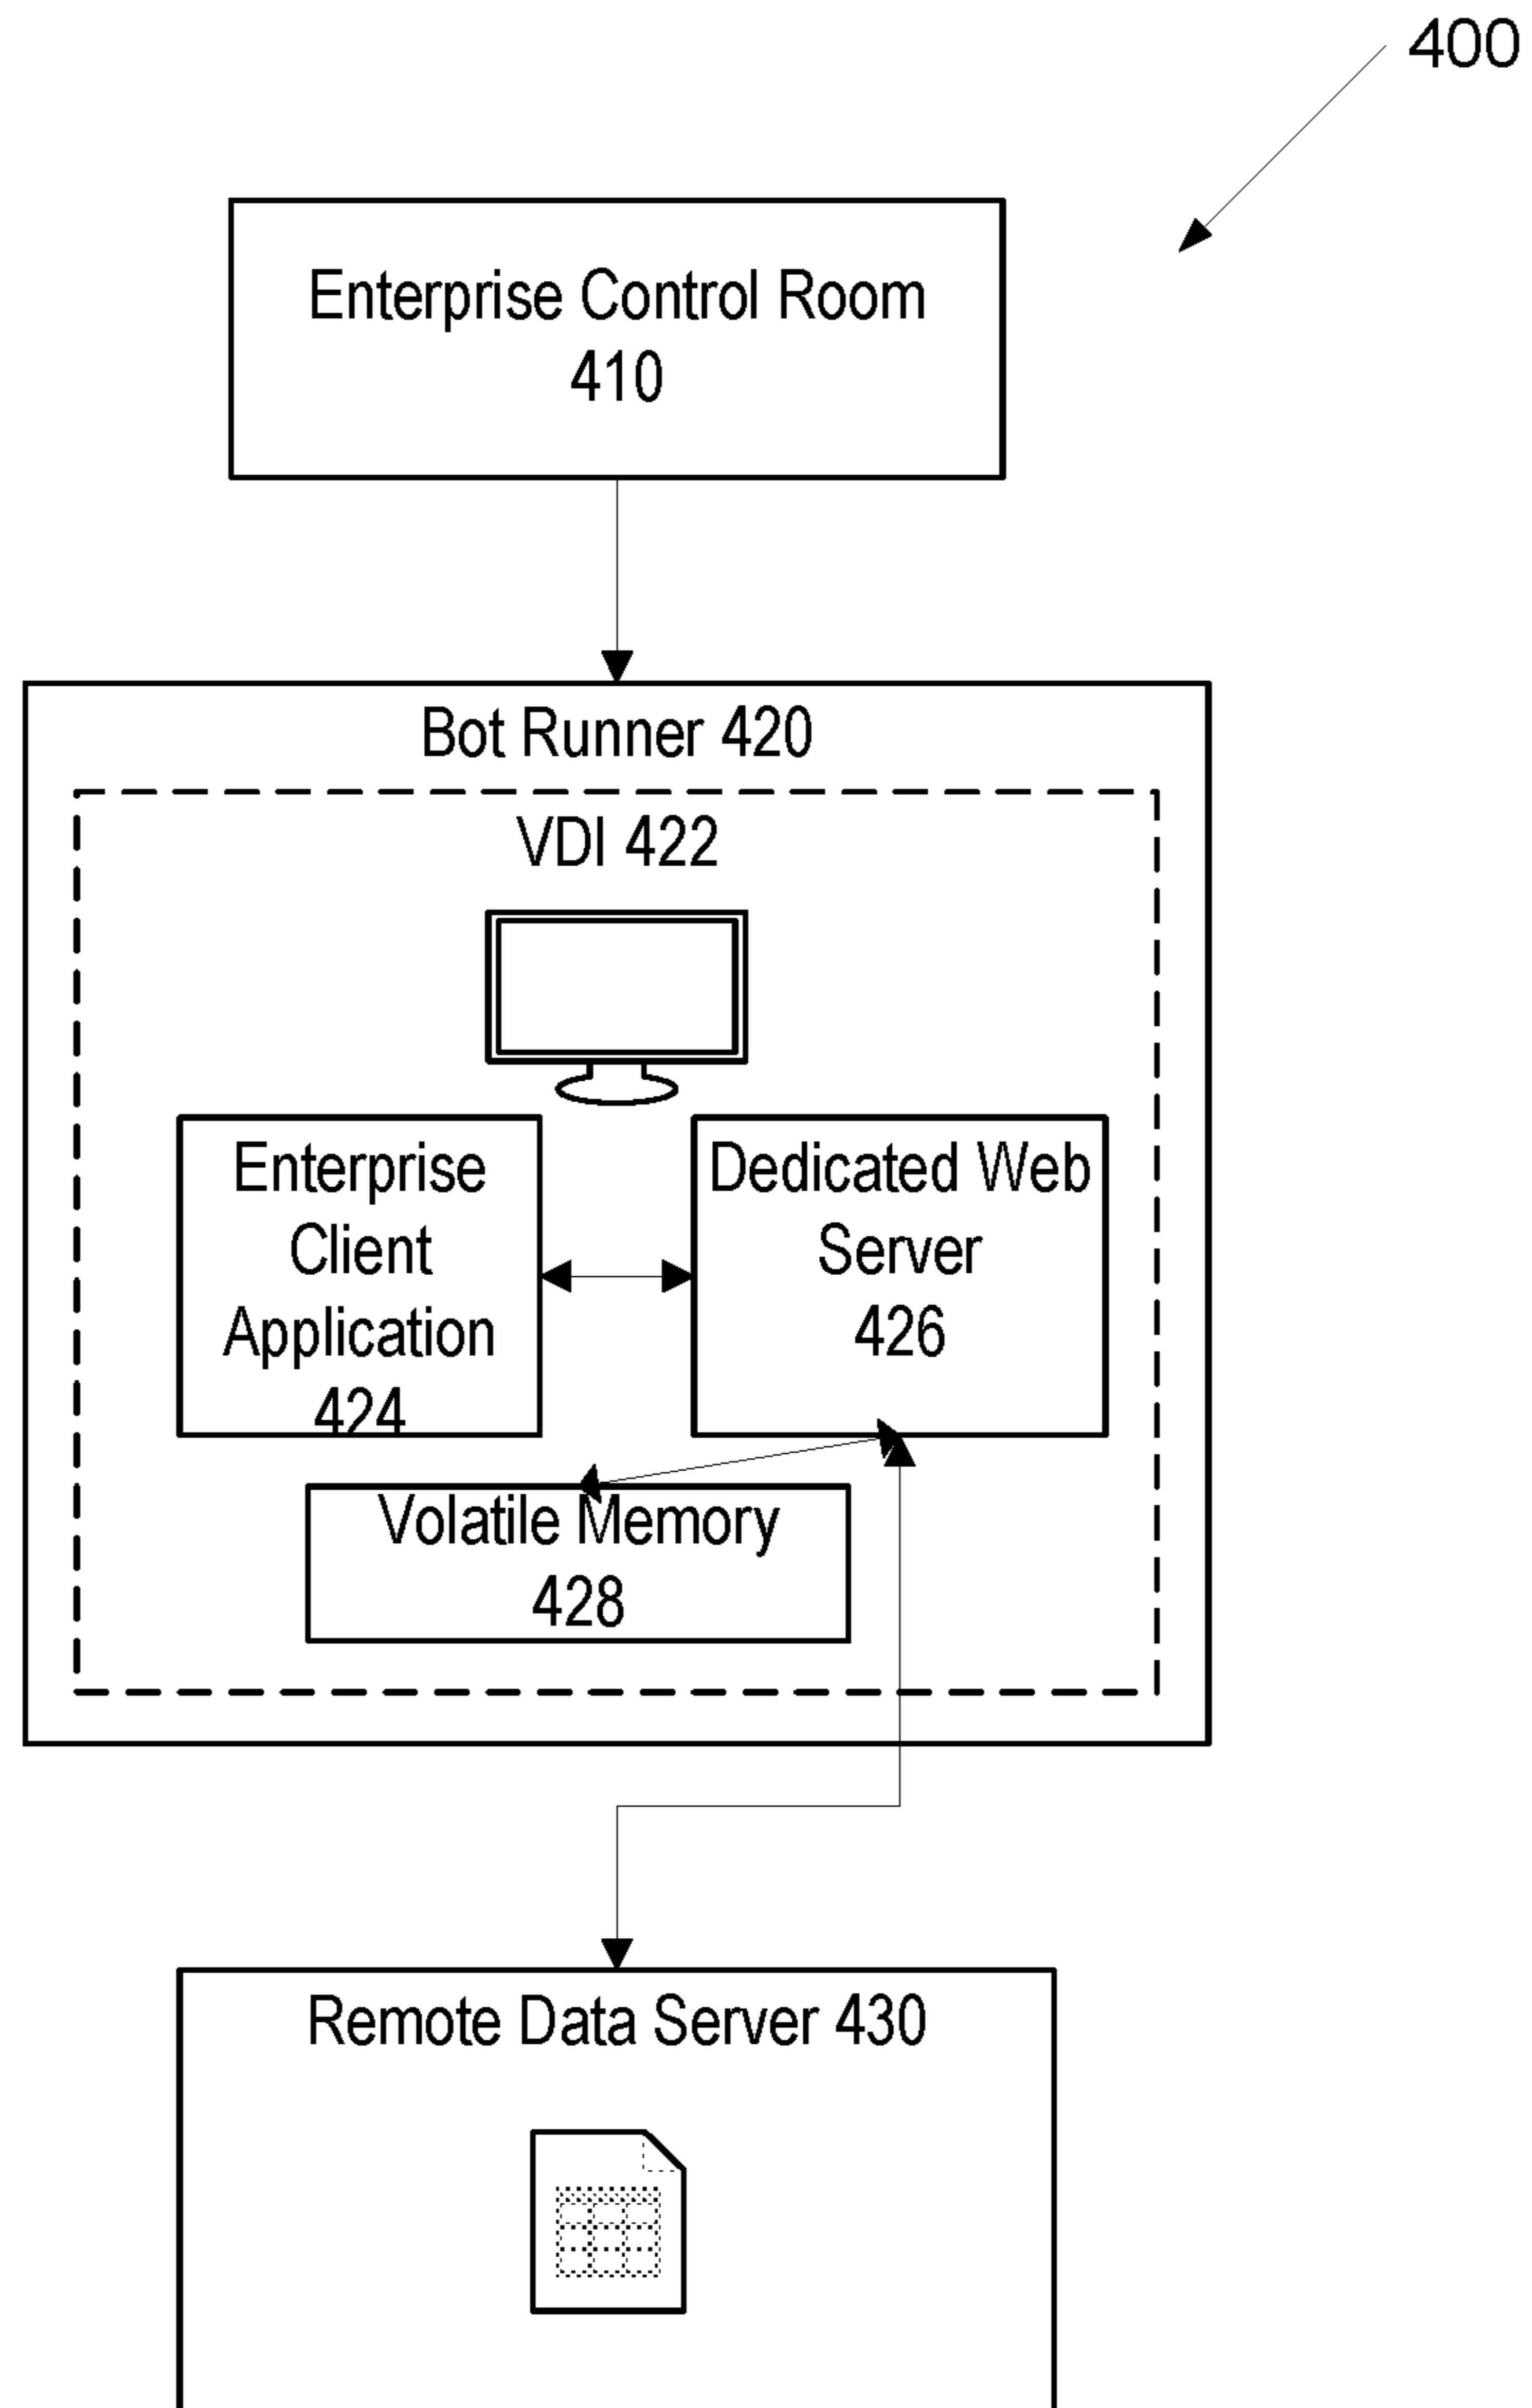 400
Enterprise Control Room
410
Bot Runner 420
VDI 422
Enterprise
Client
Application
424
Dedicated Web
Server
426
Volatile Memory
428
Remote Data Server 430